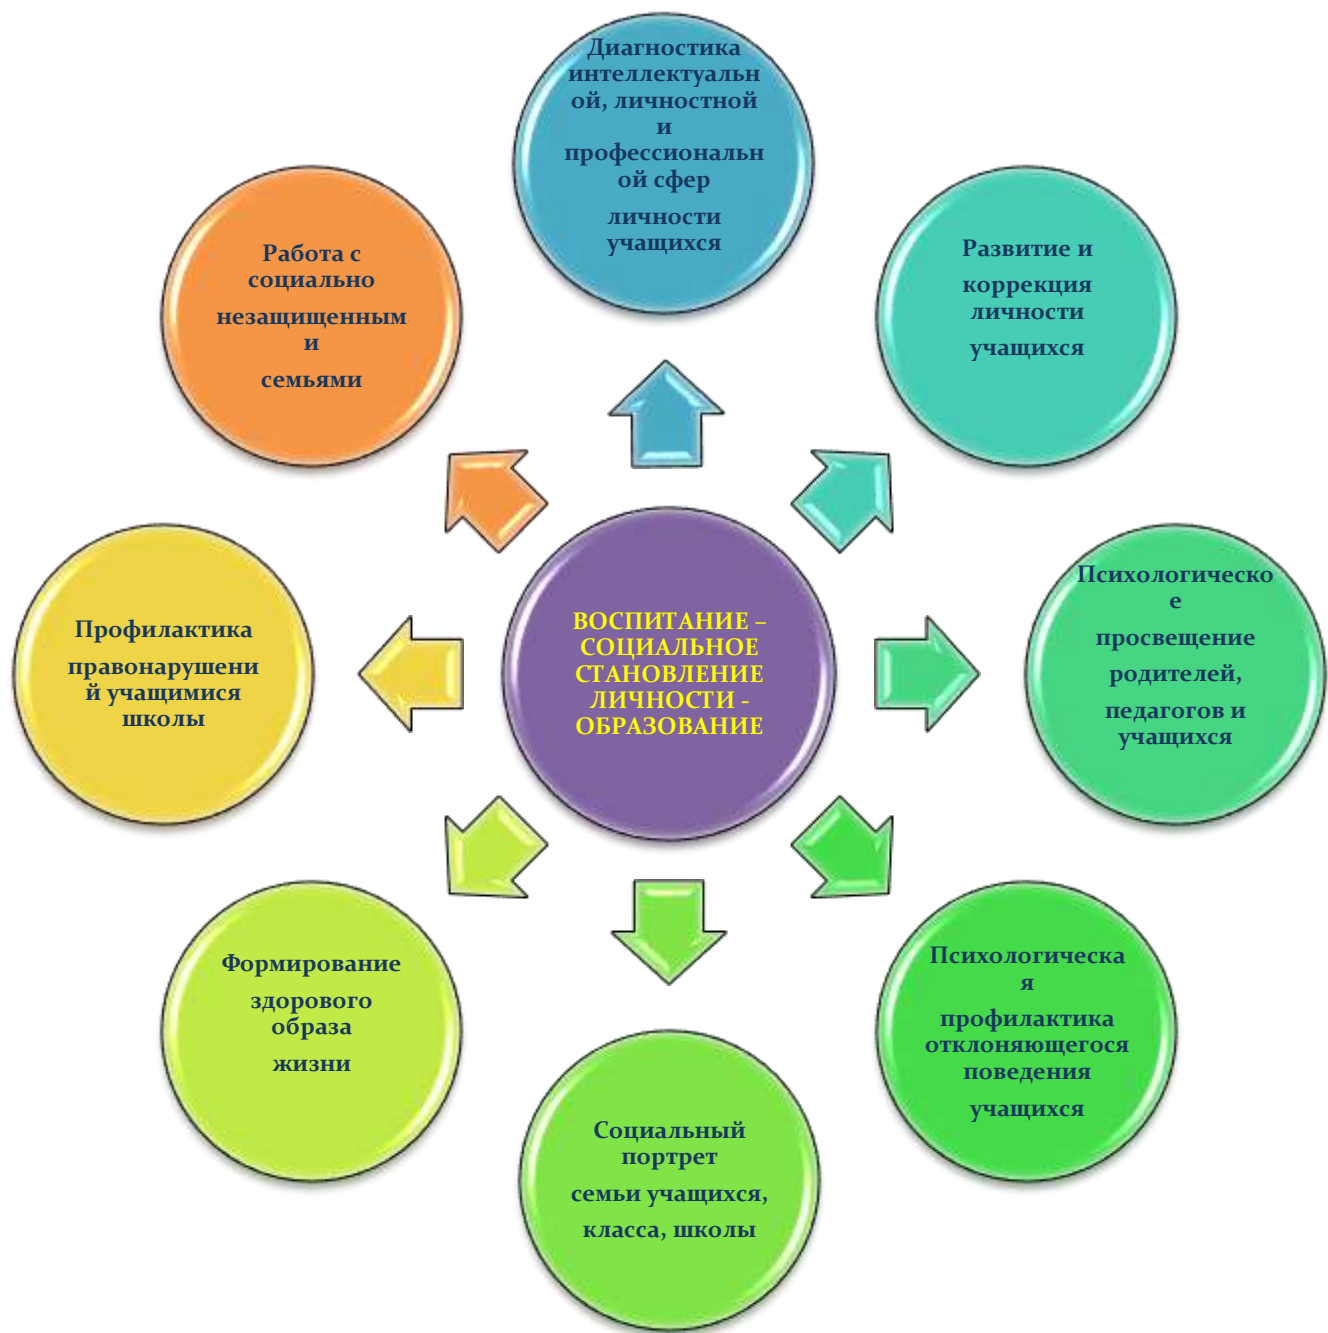 Диагностика
интеллектуальн
ой, личностной
и
профессиональн
ой сфер
личности
учащихся
Развитие и
коррекция
личности
учащихся
Психологическо
е
просвещение
родителей,
педагогов и
учащихся
Психологическа
я
профилактика
отклоняющегося
поведения
учащихся
Социальный
портрет
семьи учащихся,
класса, школы
Формирование
здорового
образа
жизни
Профилактика
правонарушени
й учащимися
школы
Работа с
социально
незащищенным
и
семьями
ВОСПИТАНИЕ –
СОЦИАЛЬНОЕ
СТАНОВЛЕНИЕ
ЛИЧНОСТИ -
ОБРАЗОВАНИЕ